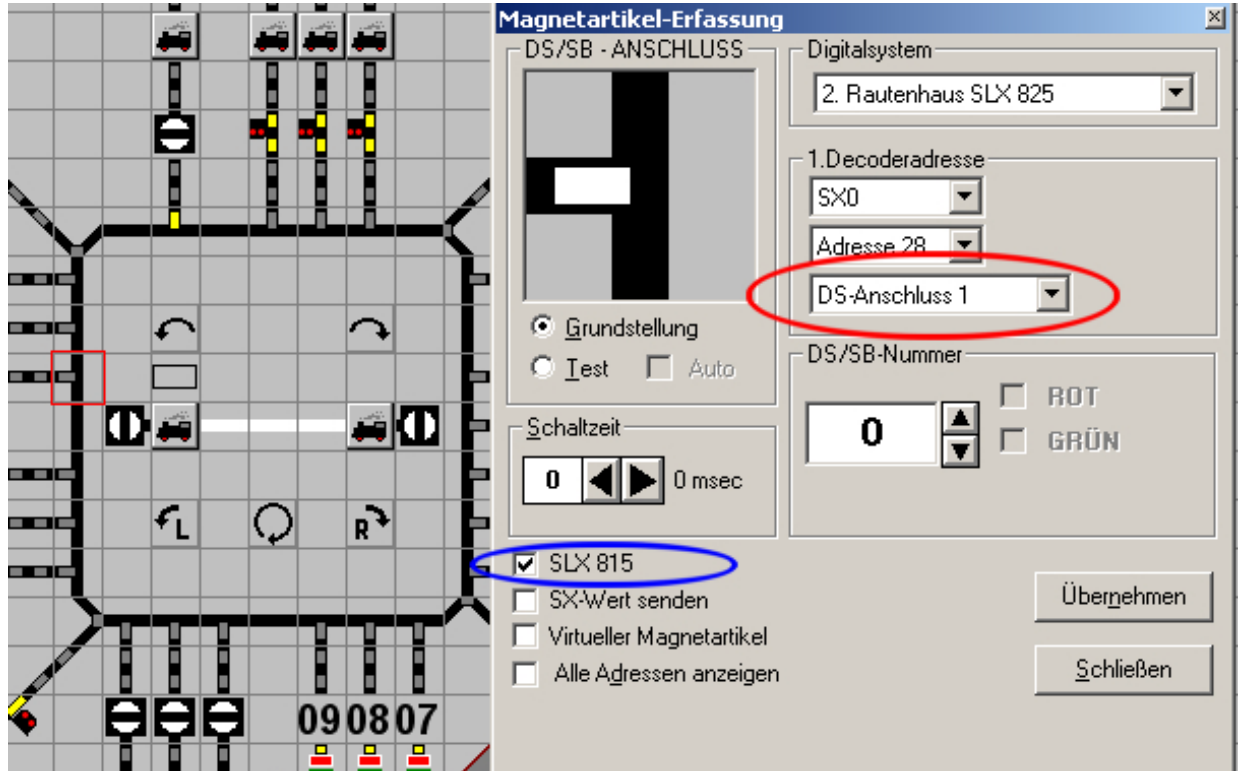 Magnetartikel-Erfassung
DS/SB - ANSCHLUSS
Digitalsystem
2. Rautenhaus SLX 825
1.Decoderadresse
SX0
Adresse 28
DS-Anschluss 1
Grundstellung
Test
Auto
DS/SB-Nummer
0
ROT
GRÜN
Schaltzeit
0
0 msec
SLX 815
SX-Wert senden
Virtueller Magnetartikel
Alle Adressen anzeigen
Übernehmen
Schließen
L
R
09 08 07